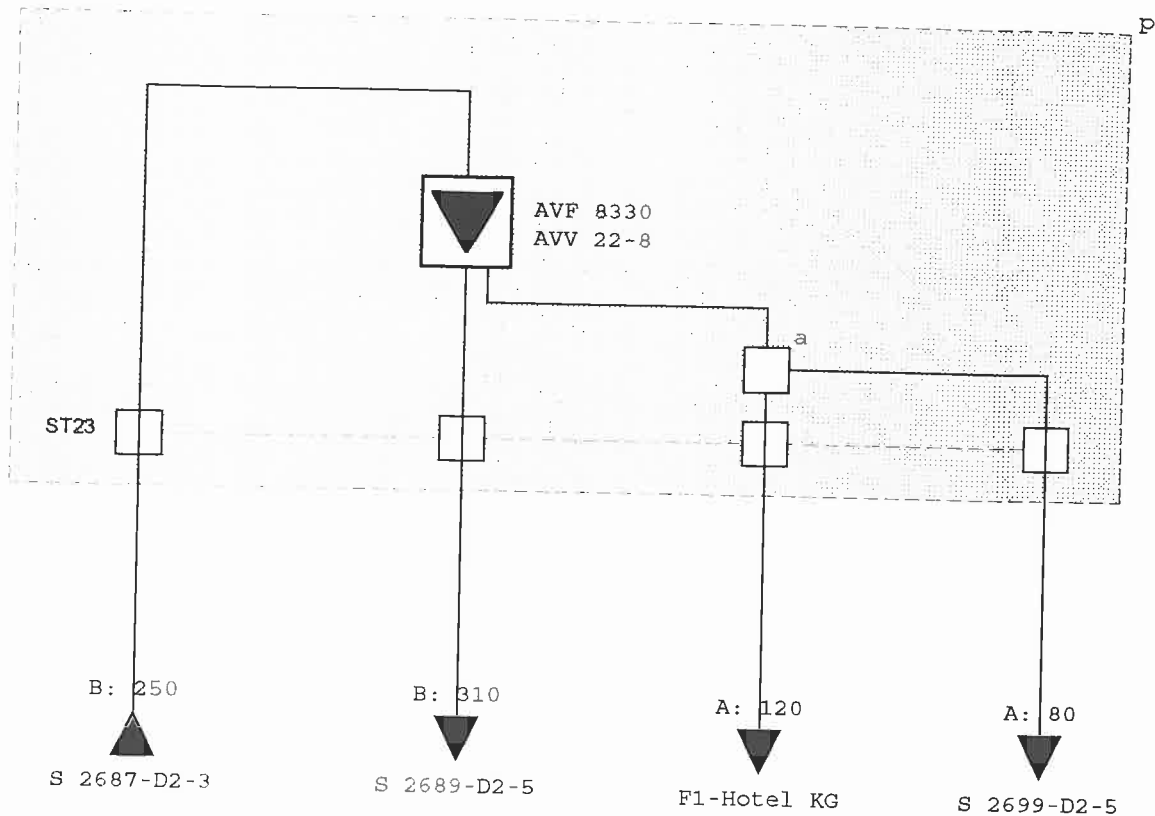 p
AVF 8330
AVV 22-8
a
ST23
B: 250
B: 310
A: 120
A: 80
S 2687-D2-3
S 2689-D2-5
F1-Hotel KG
S 2699-D2-5